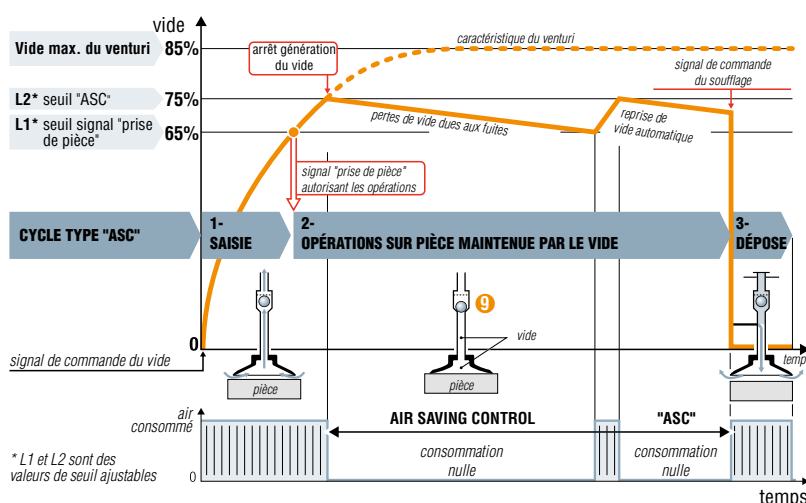 vide
Vide max. du venturi
85%
arrêt génération
du vide
caractéristique du venturi
signal de commande
du soufflage
L2* seuil "ASC"
75%
L1* seuil signal "prise
de pièce"
65%
pertes de vide dues aux fuites
reprise de
vide automatique
signal "prise de pièce"
autorisant les opérations
CYCLE TYPE "ASC"
1-
SAISIE
2-
OPÉRATIONS SUR PIÈCE MAINTENUE PAR LE VIDE
3-
DÉPOSE
9
vide
0
temp
signal de commande du vide
pièce
pièce
air
consommé
AIR SAVING CONTROL
"ASC"
consommation
nulle
consommation
nulle
* L1 et L2 sont des
valeurs de seuil ajustables
0
temps